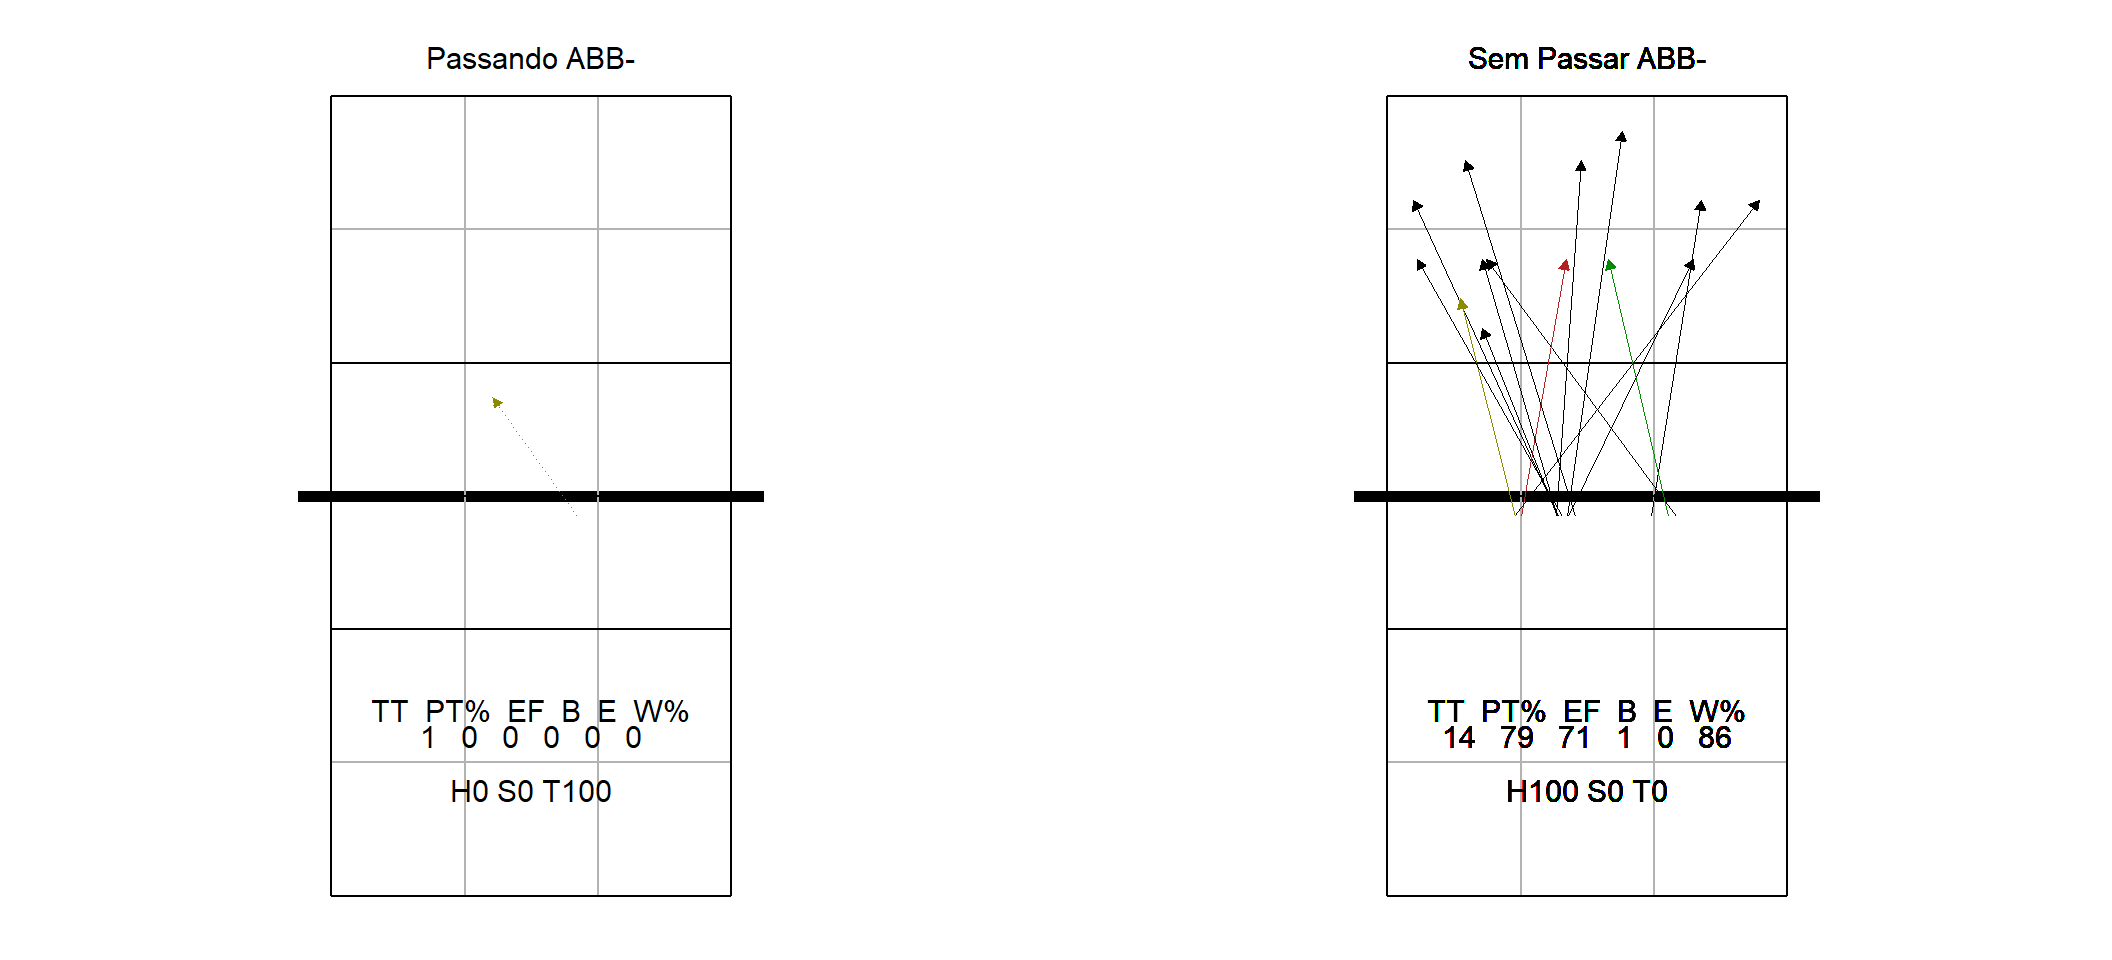 Passando ABB-
TT PT% EF B E W%
1 0 0 0 0 0
H0 S0 T100
Sem Passar ABB-
TT PT% EF B E W%
14 79 71 1 0 86
H100 S0 T0